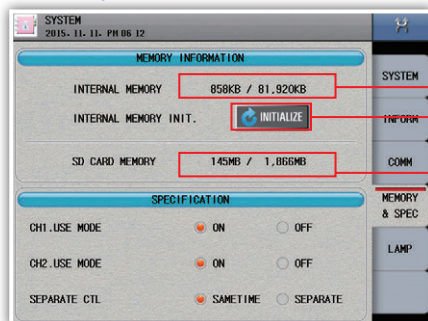 SYSTEM
2015. 11. 11. PM 06 12
MEMORY INFORMATION
INTERNAL MEMORY 858KB / 81,920KB
INTERNAL MEMORY INIT. INITIALIZE
SD CARD MEMORY 145MB / 1,866MB
SPECIFICATION
CH1.USE MODE ON OFF
CH2.USE MODE ON OFF
SEPARATE CTL SAMETIME SEPARATE
SYSTEM
INFORM
COMM
MEMORY
& SPEC
LAMP